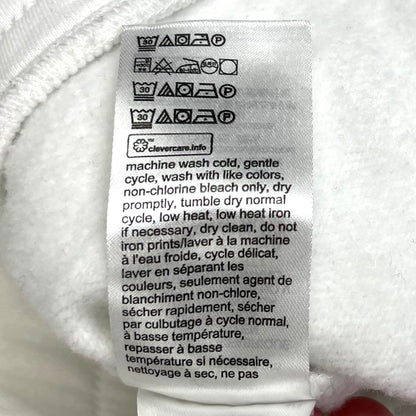 30 P
30 P
30 P
clevercare.info
machine wash cold, gentle
cycle, wash with like colors,
non-chlorine bleach only, dry
promptly, tumble dry normal
cycle, low heat, low heat iron
if necessary, dry clean, do not
iron prints/laver à la machine
à l'eau froide, cycle délicat,
laver en séparant les
couleurs, seulement agent de
blanchiment non-chlore,
sécher rapidement, sécher
par culbutage à cycle normal,
à basse température,
repasser à basse
température si nécessaire,
nettoyage à sec, ne pas